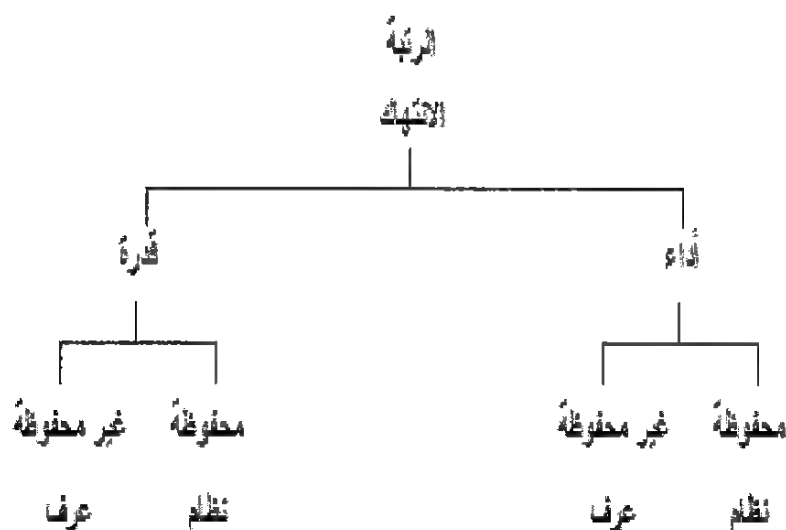 الرتبة
الانتهاك
أداء قدرة
محفوظة غير محفوظة محفوظة غير محفوظة
نظام عرف نظام عرف